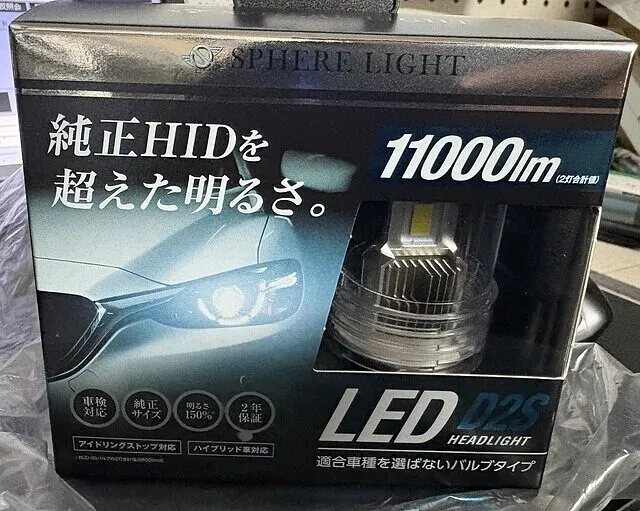 SPHERE LIGHT
純正HIDを
超えた明るさ。
11000lm
(2灯合計値)
車検
対応
純正
サイズ
明るさ
150%
2年
保証
アイドリングストップ対応
ハイブリッド車対応
LED D2S
HEADLIGHT
適合車種を選ばないバルブタイプ